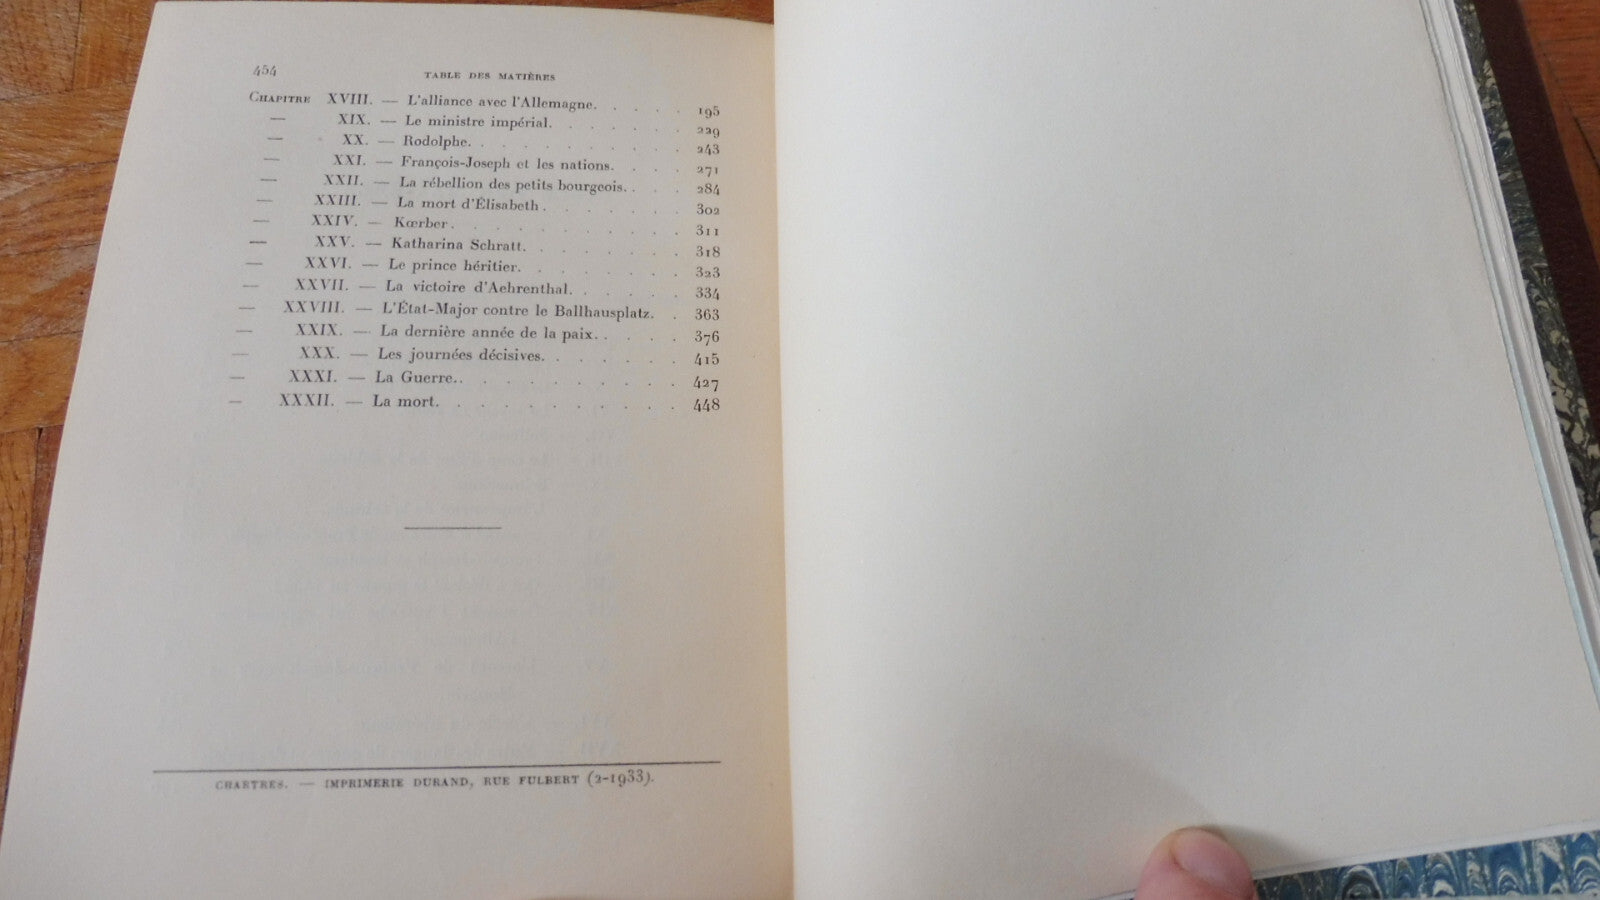 454
TABLE DES MATIÈRES
CHAPITRE XVIII. — L'alliance avec l'Allemagne. . . . . 195
— XIX. — Le ministre impérial. . . . . . . 229
— XX. — Rodolphe. . . . . . . . . . 243
— XXI. — François-Joseph et les nations. . . . 271
— XXII. — La rébellion des petits bourgeois. . . . 284
— XXIII. — La mort d'Élisabeth . . . . . . . 302
— XXIV. — Kœrber. . . . . . . . . . . 311
— XXV. — Katharina Schratt. . . . . . . . 318
— XXVI. — Le prince héritier. . . . . . . . 323
— XXVII. — La victoire d'Aehrenthal. . . . . . 334
— XXVIII. — L'État-Major contre le Ballhausplatz. . 363
— XXIX. — La dernière année de la paix. . . . . 376
— XXX. — Les journées décisives. . . . . . . 415
— XXXI. — La Guerre. . . . . . . . . . . 427
— XXXII. — La mort. . . . . . . . . . . 448
CHARTRES. — IMPRIMERIE DURAND, RUE FULBERT (2-1933).